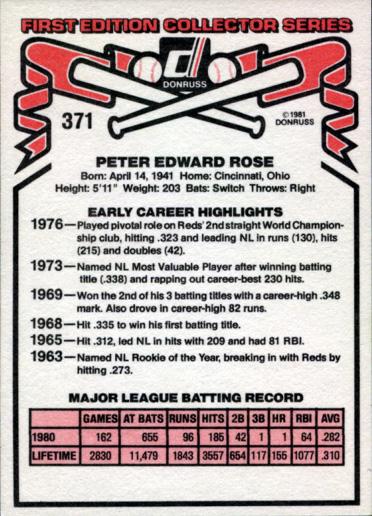 FIRST EDITION COLLECTOR SERIES
d
DONRUSS
371
©1981
DONRUSS
PETER EDWARD ROSE
Born: April 14, 1941 Home: Cincinnati, Ohio
Height: 5'11" Weight: 203 Bats: Switch Throws: Right
EARLY CAREER HIGHLIGHTS
1976—Played pivotal role on Reds' 2nd straight World Champion-
ship club, hitting .323 and leading NL in runs (130), hits
(215) and doubles (42).
1973—Named NL Most Valuable Player after winning batting
title (.338) and rapping out career-best 230 hits.
1969—Won the 2nd of his 3 batting titles with a career-high .348
mark. Also drove in career-high 82 runs.
1968—Hit .335 to win his first batting title.
1965—Hit .312, led NL in hits with 209 and had 81 RBI.
1963—Named NL Rookie of the Year, breaking in with Reds by
hitting .273.
MAJOR LEAGUE BATTING RECORD
GAMES AT BATS RUNS HITS 2B 3B HR RBI AVG
1980 162 655 96 185 42 1 1 64 .282
LIFETIME 2830 11,479 1843 3557 654 117 155 1077 .310